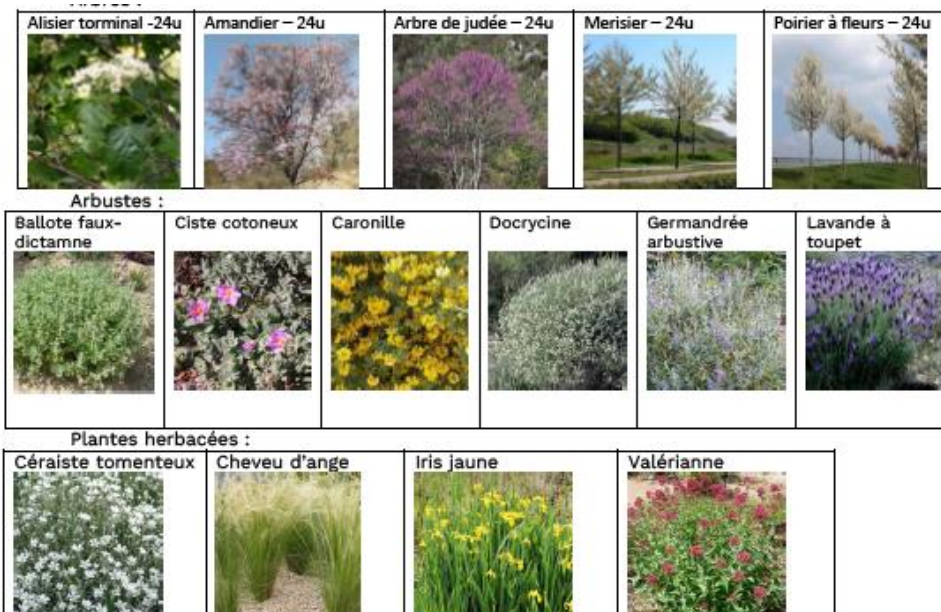 Alisier torminal -24u
Amandier – 24u
Arbre de judée – 24u
Merisier – 24u
Poirier à fleurs – 24u
Arbustes :
Ballote faux-
dictamne
Ciste cotoneux
Caronille
Docrycine
Germandrée
arbustive
Lavande à
toupet
Plantes herbacées :
Céraiste tomenteux
Cheveu d'ange
Iris jaune
Valérianne